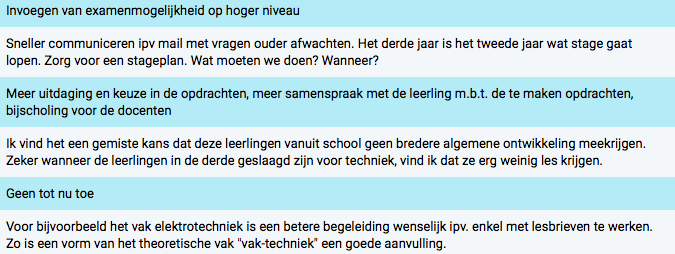 Invoegen van examenmogelijkheid op hoger niveau
Sneller communiceren ipv mail met vragen ouder afwachten. Het derde jaar is het tweede jaar wat stage gaat
lopen. Zorg voor een stageplan. Wat moeten we doen? Wanneer?
Meer uitdaging en keuze in de opdrachten, meer samenspraak met de leerling m.b.t. de te maken opdrachten,
bijscholing voor de docenten
Ik vind het een gemiste kans dat deze leerlingen vanuit school geen bredere algemene ontwikkeling meekrijgen.
Zeker wanneer de leerlingen in de derde geslaagd zijn voor techniek, vind ik dat ze erg weinig les krijgen.
Geen tot nu toe
Voor bijvoorbeeld het vak elektrotechniek is een betere begeleiding wenselijk ipv. enkel met lesbrieven te werken.
Zo is een vorm van het theoretische vak "vak-techniek" een goede aanvulling.